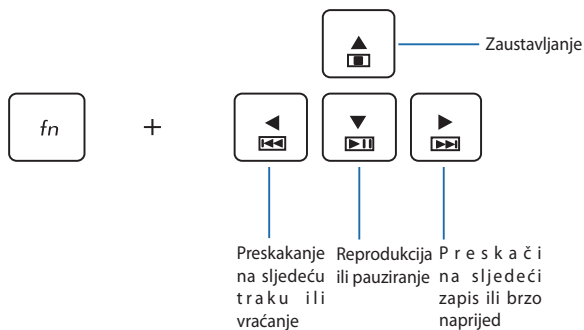 Zaustavljanje
fn
+
Preskakanje
na sljedeću
traku ili
vraćanje
Reprodukcija
ili pauziranje
Preskači
na sljedeći
zapis ili brzo
naprijed